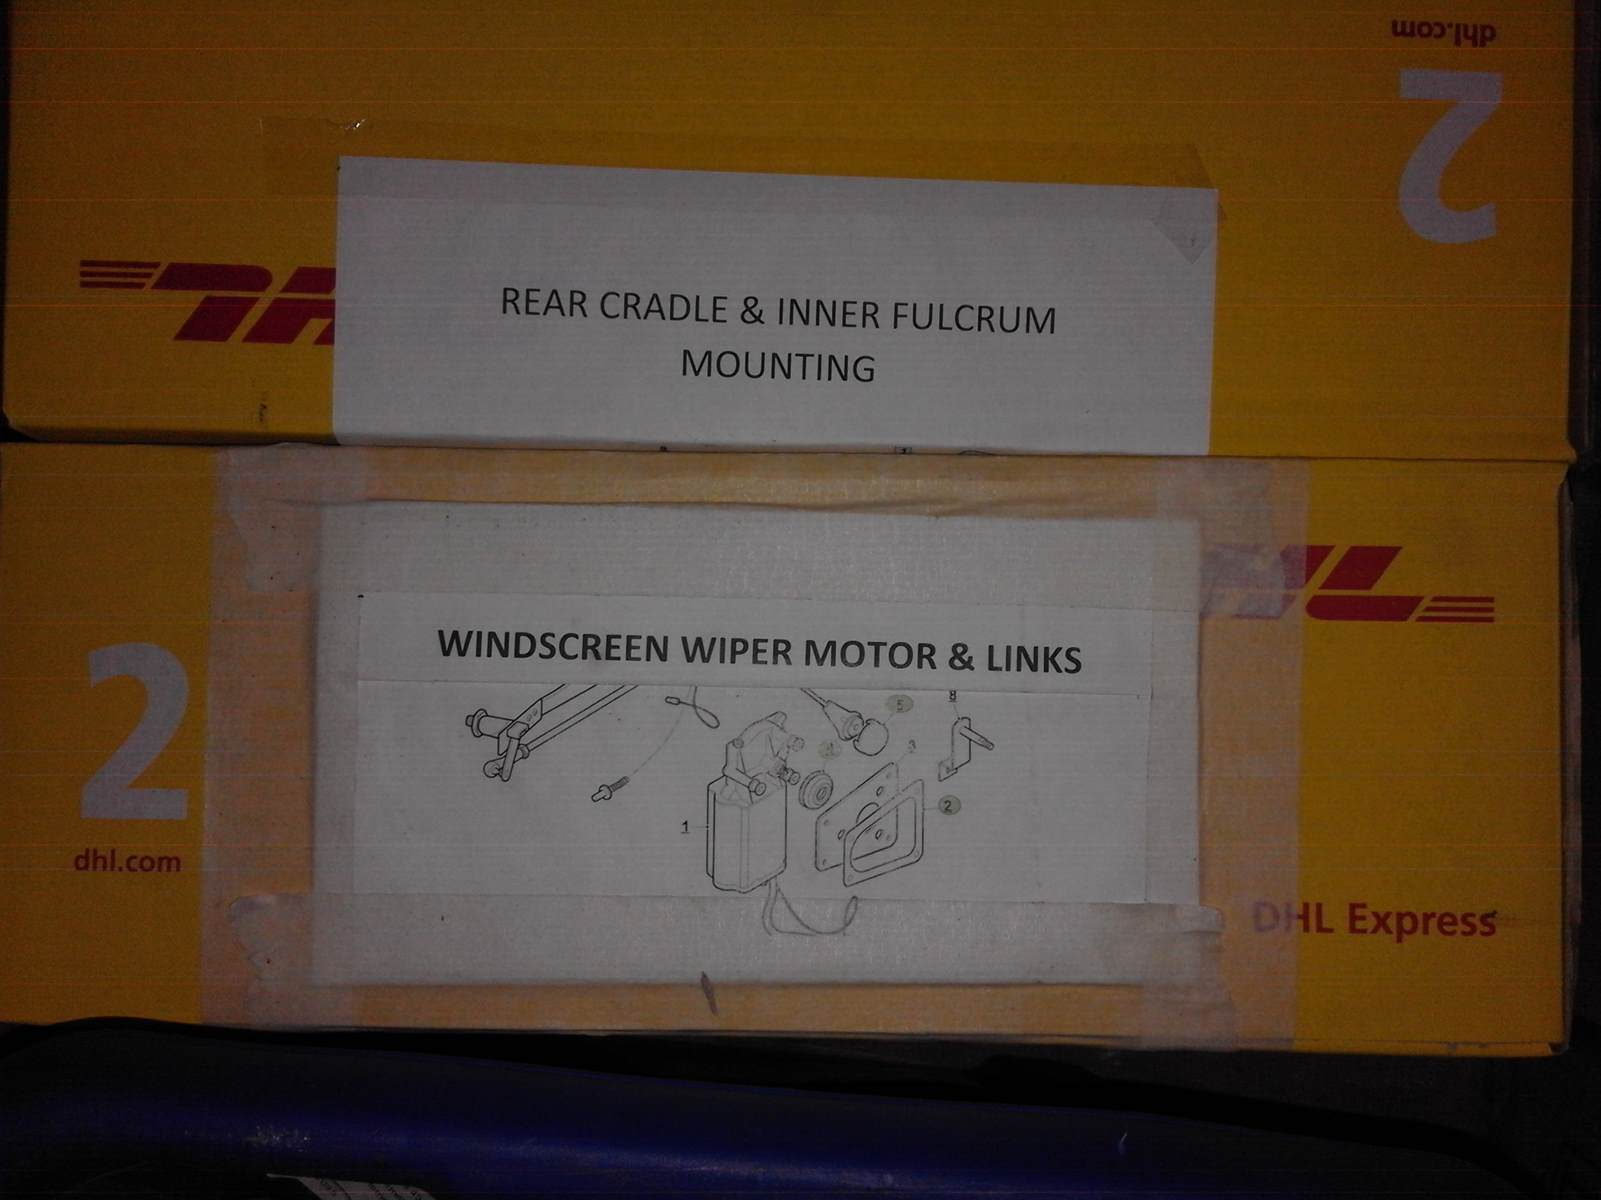 dhl.com
2
REAR CRADLE & INNER FULCRUM
MOUNTING
WINDSCREEN WIPER MOTOR & LINKS
8
5
3
2
1
2
dhl.com
DHL Express